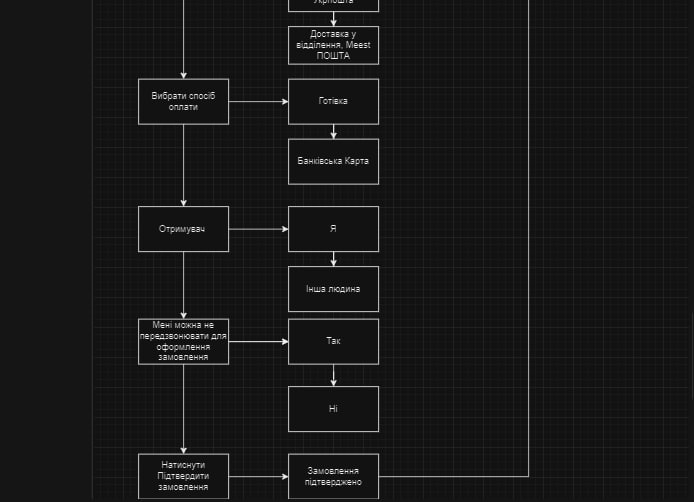 Укрпошта
Доставка у
відділення, Meest
ПОШТА
Вибрати спосіб
оплати
Готівка
Банківська Карта
Отримувач
Я
Інша людина
Мені можна не
передзвонювати для
оформлення
замовлення
Так
Ні
Натиснути
Підтвердити
замовлення
Замовлення
підтверджено